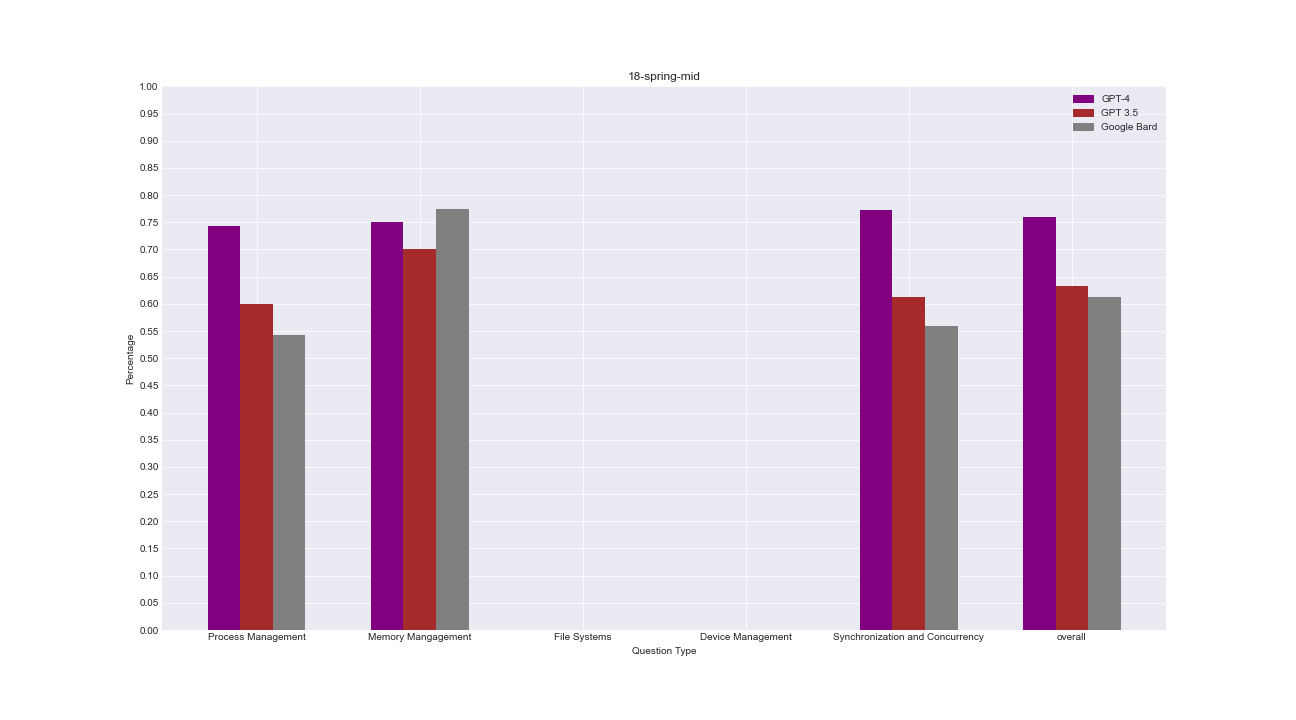 18-spring-mid
1.00
0.95
0.90
0.85
0.80
0.75
0.70
0.65
0.60
0.55
0.50
0.45
0.40
0.35
0.30
0.25
0.20
0.15
0.10
0.05
0.00
Percentage
GPT-4
GPT 3.5
Google Bard
Process Management
Memory Mangagement
File Systems
Device Management
Synchronization and Concurrency
overall
Question Type